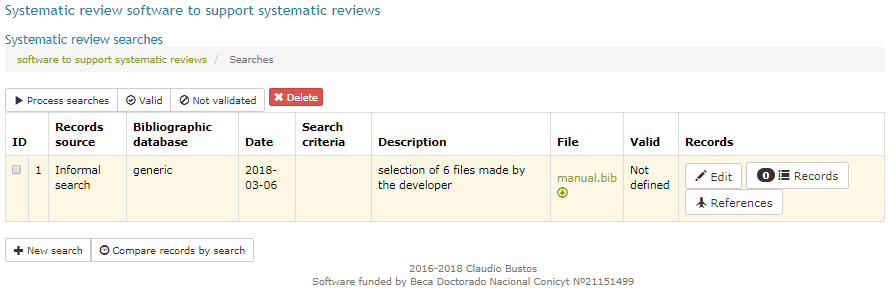 Systematic review software to support systematic reviews
Systematic review searches
software to support systematic reviews / Searches
Process searches Valid Not validated Delete
ID Records source Bibliographic database Date Search criteria Description File Valid Records
1 Informal search generic 2018-03-06 selection of 6 files made by the developer manual.bib Not defined Edit 0 Records References
New search Compare records by search
2016-2018 Claudio Bustos
Software funded by Beca Doctorado Nacional Conicyt Nº21151499